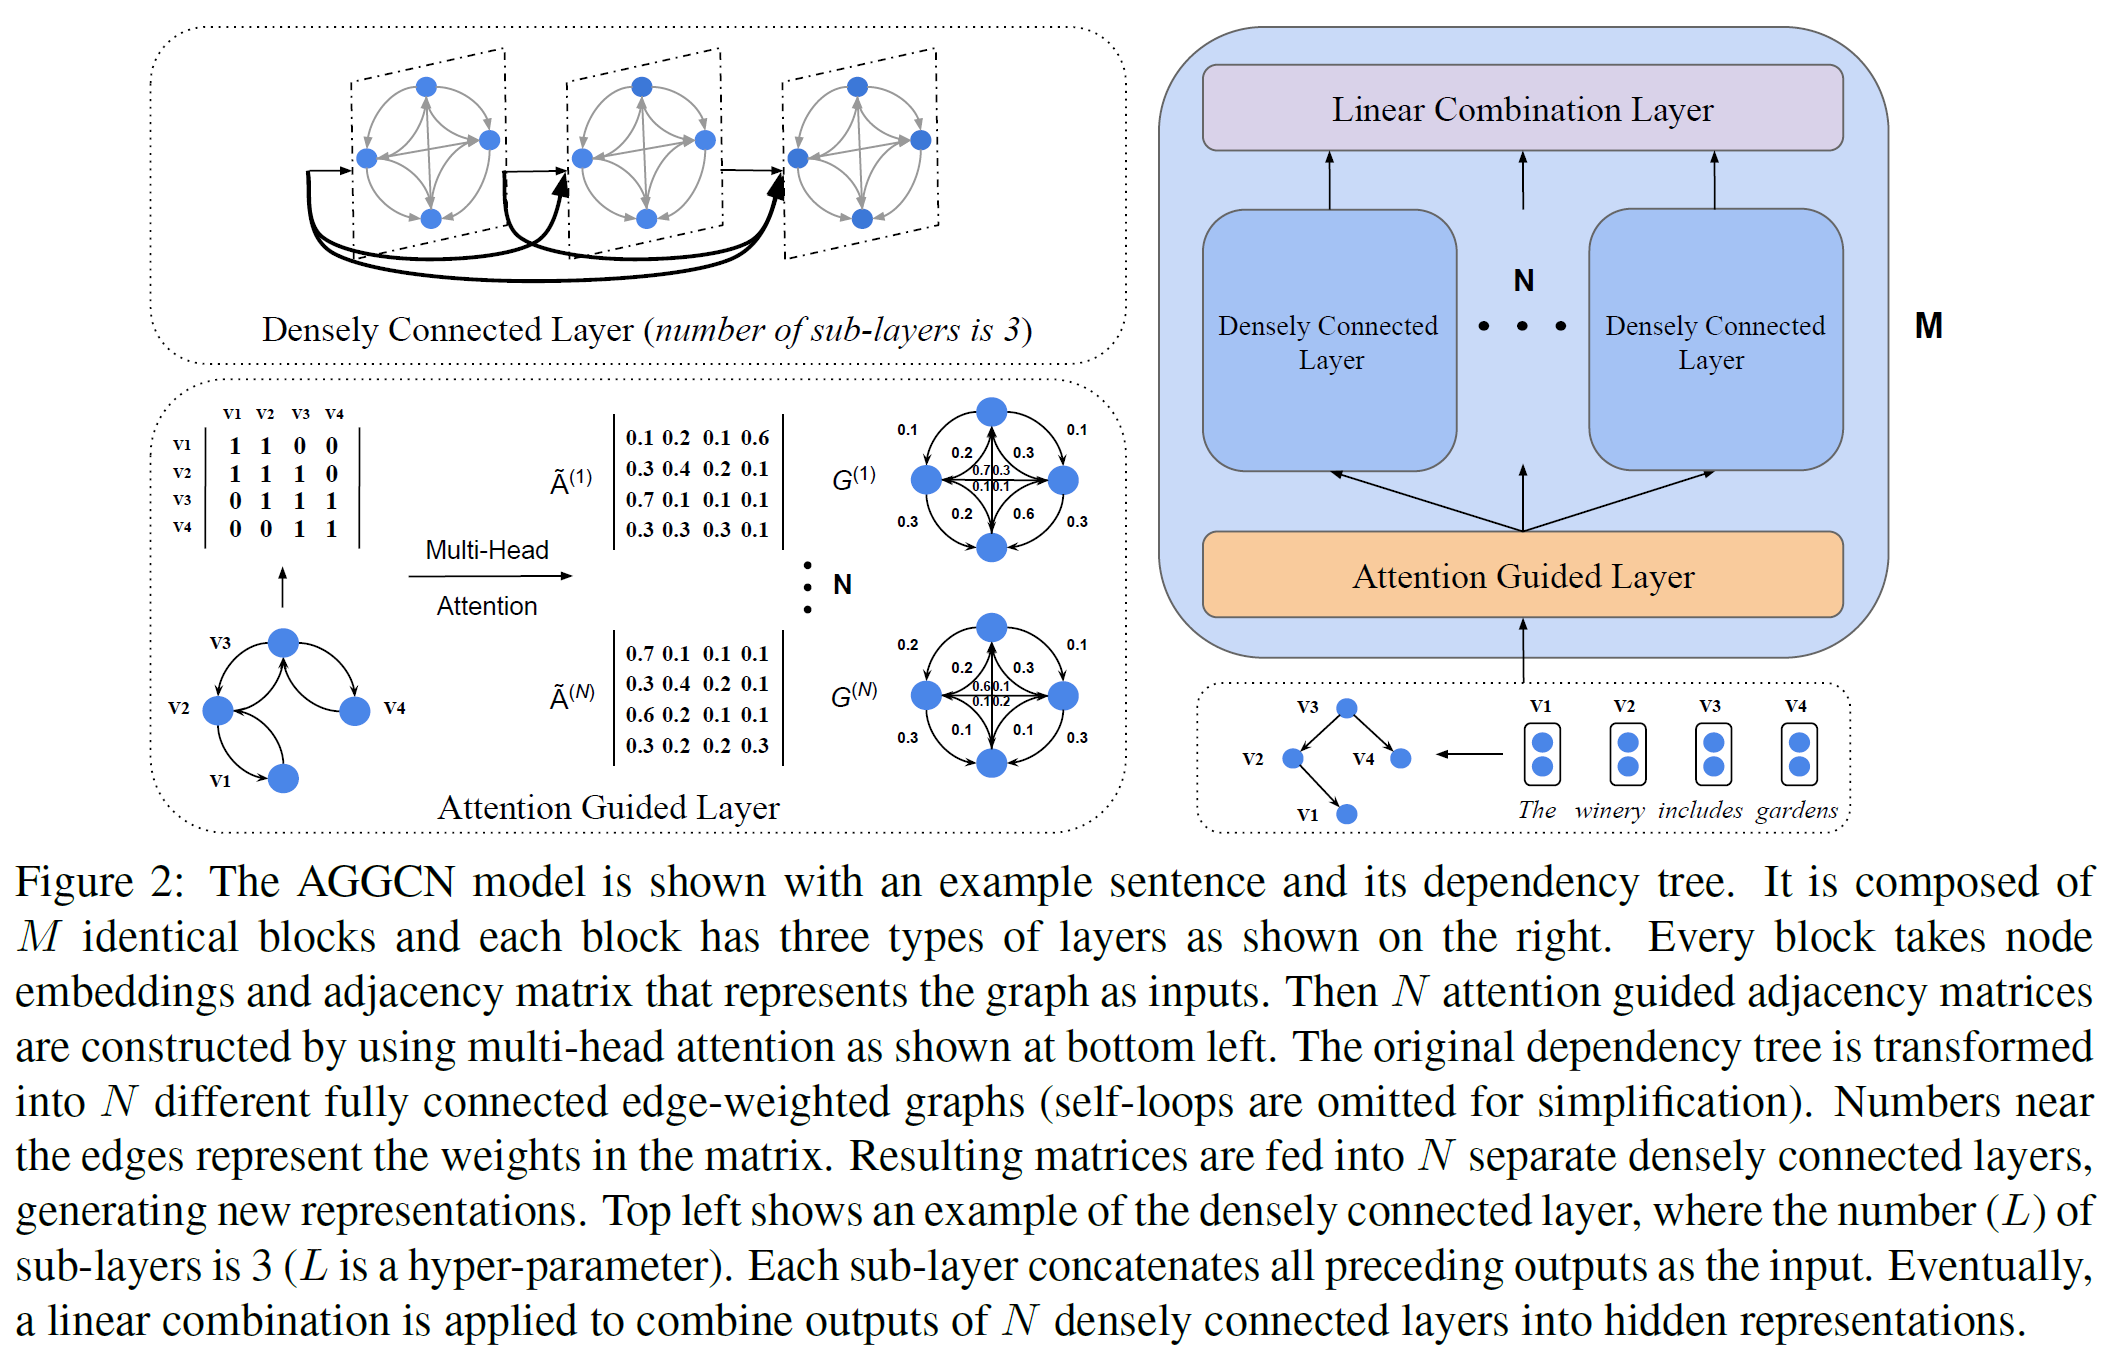 Densely Connected Layer (number of sub-layers is 3)
V1 V2 V3 V4
V1 1 1 0 0
V2 1 1 1 0
V3 0 1 1 1
V4 0 0 1 1
V3
V2
V4
V1
Multi-Head
Attention
Ã(1)
0.1 0.2 0.1 0.6
0.3 0.4 0.2 0.1
0.7 0.1 0.1 0.1
0.3 0.3 0.3 0.1
G(1)
0.1 0.1
0.2 0.3
0.7 0.3
0.1 0.1
0.2 0.6
0.3 0.3
N
Ã(N)
0.7 0.1 0.1 0.1
0.3 0.4 0.2 0.1
0.6 0.2 0.1 0.1
0.3 0.2 0.2 0.3
G(N)
0.2 0.1
0.2 0.3
0.6 0.1
0.1 0.2
0.1 0.1
0.3 0.3
Attention Guided Layer
Linear Combination Layer
Densely Connected
Layer
N
Densely Connected
Layer
M
Attention Guided Layer
V3
V2
V4
V1
V1 V2 V3 V4
The winery includes gardens
Figure 2: The AGGCN model is shown with an example sentence and its dependency tree. It is composed of
M identical blocks and each block has three types of layers as shown on the right. Every block takes node
embeddings and adjacency matrix that represents the graph as inputs. Then N attention guided adjacency matrices
are constructed by using multi-head attention as shown at bottom left. The original dependency tree is transformed
into N different fully connected edge-weighted graphs (self-loops are omitted for simplification). Numbers near
the edges represent the weights in the matrix. Resulting matrices are fed into N separate densely connected layers,
generating new representations. Top left shows an example of the densely connected layer, where the number (L) of
sub-layers is 3 (L is a hyper-parameter). Each sub-layer concatenates all preceding outputs as the input. Eventually,
a linear combination is applied to combine outputs of N densely connected layers into hidden representations.